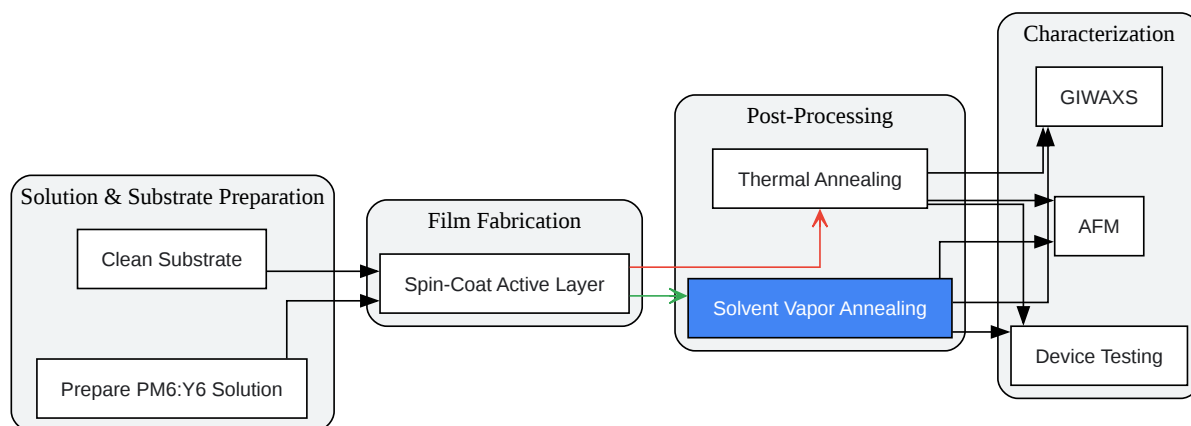 Solution & Substrate Preparation
Clean Substrate
Prepare PM6:Y6 Solution
Film Fabrication
Spin-Coat Active Layer
Post-Processing
Thermal Annealing
Solvent Vapor Annealing
Characterization
GIWAXS
AFM
Device Testing